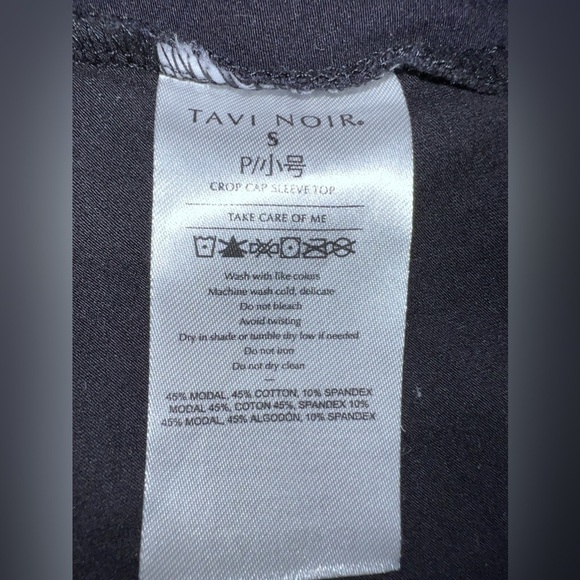 TAVI NOIR®
S
P//小号
CROP CAP SLEEVE TOP
TAKE CARE OF ME
Wash with like colors
Machine wash cold, delicate
Do not bleach
Avoid twisting
Dry in shade or tumble dry low if needed
Do not iron
Do not dry clean
—
45% MODAL, 45% COTTON, 10% SPANDEX
MODAL 45%, COTON 45%, SPANDEX 10%
45% MODAL, 45% ALGODÓN, 10% SPANDEX